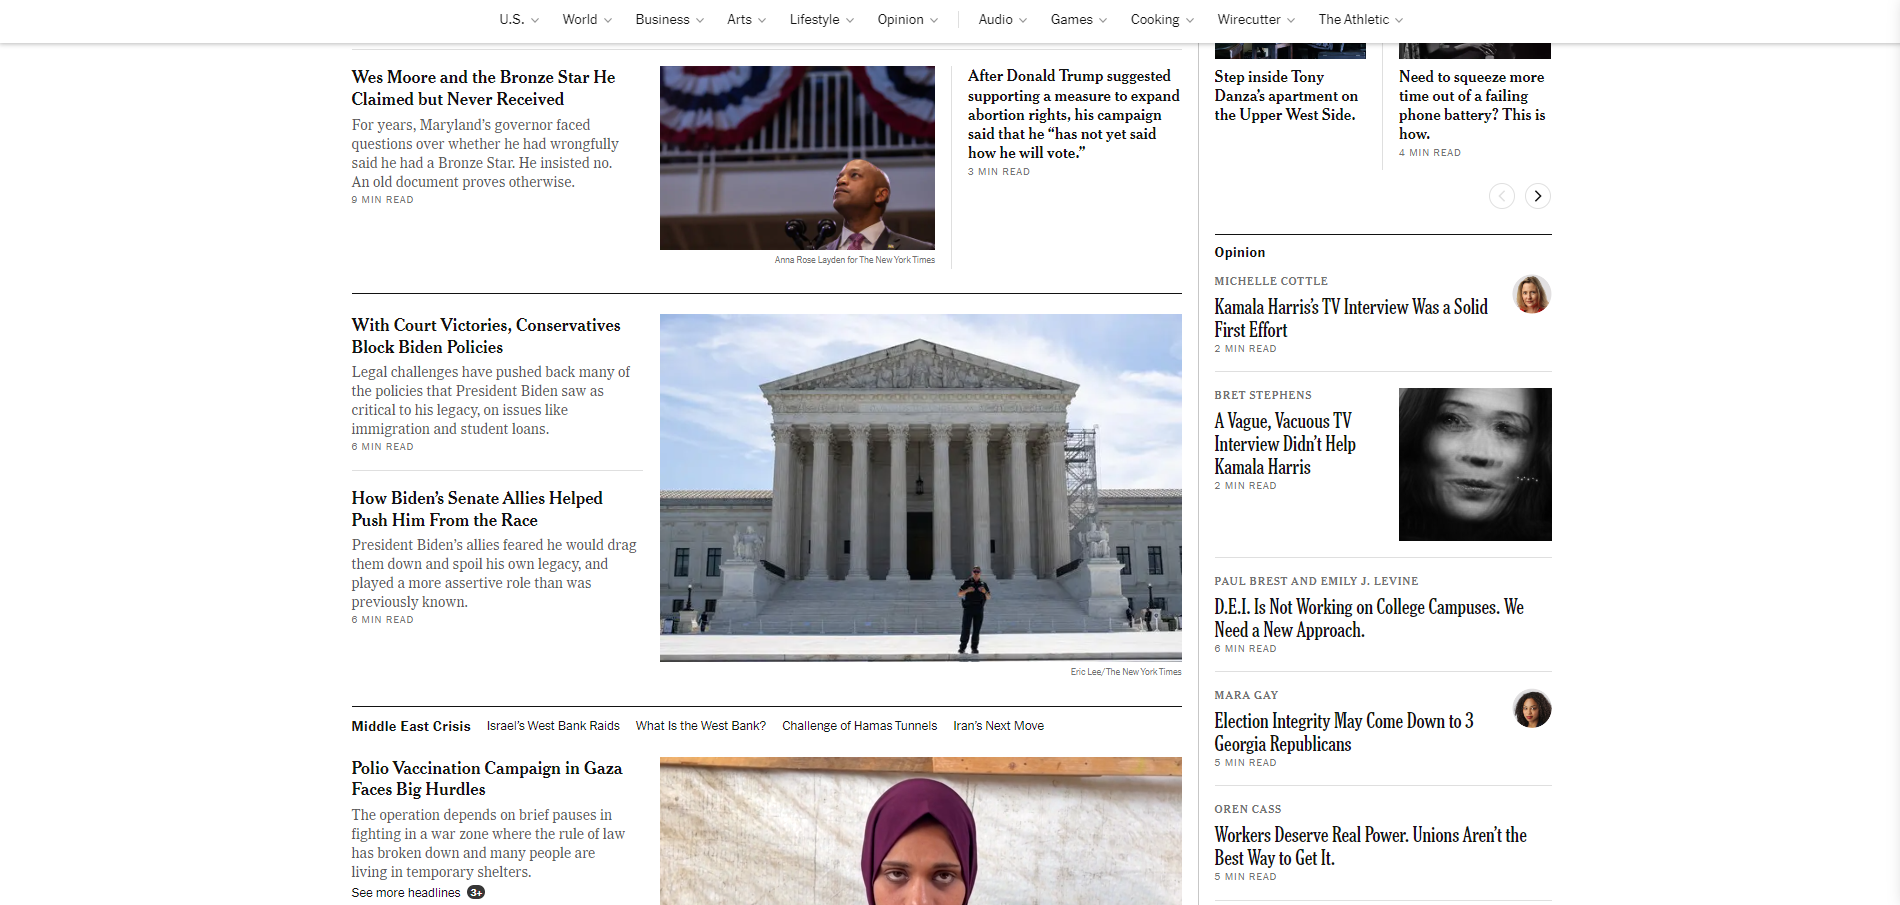 U.S. World Business Arts Lifestyle Opinion Audio Games Cooking Wirecutter The Athletic
Wes Moore and the Bronze Star He
Claimed but Never Received
For years, Maryland’s governor faced
questions over whether he had wrongfully
said he had a Bronze Star. He insisted no.
An old document proves otherwise.
9 MIN READ
Anna Rose Layden for The New York Times
After Donald Trump suggested
supporting a measure to expand
abortion rights, his campaign
said that he “has not yet said
how he will vote.”
3 MIN READ
With Court Victories, Conservatives
Block Biden Policies
Legal challenges have pushed back many of
the policies that President Biden saw as
critical to his legacy, on issues like
immigration and student loans.
6 MIN READ
How Biden’s Senate Allies Helped
Push Him From the Race
President Biden’s allies feared he would drag
them down and spoil his own legacy, and
played a more assertive role than was
previously known.
6 MIN READ
Eric Lee/The New York Times
Middle East Crisis Israel’s West Bank Raids What Is the West Bank? Challenge of Hamas Tunnels Iran’s Next Move
Polio Vaccination Campaign in Gaza
Faces Big Hurdles
The operation depends on brief pauses in
fighting in a war zone where the rule of law
has broken down and many people are
living in temporary shelters.
See more headlines 3+
Step inside Tony
Danza’s apartment on
the Upper West Side.
Need to squeeze more
time out of a failing
phone battery? This is
how.
4 MIN READ
Opinion
MICHELLE COTTLE
Kamala Harris’s TV Interview Was a Solid
First Effort
2 MIN READ
BRET STEPHENS
A Vague, Vacuous TV
Interview Didn’t Help
Kamala Harris
2 MIN READ
PAUL BREST AND EMILY J. LEVINE
D.E.I. Is Not Working on College Campuses. We
Need a New Approach.
6 MIN READ
MARA GAY
Election Integrity May Come Down to 3
Georgia Republicans
5 MIN READ
OREN CASS
Workers Deserve Real Power. Unions Aren’t the
Best Way to Get It.
5 MIN READ